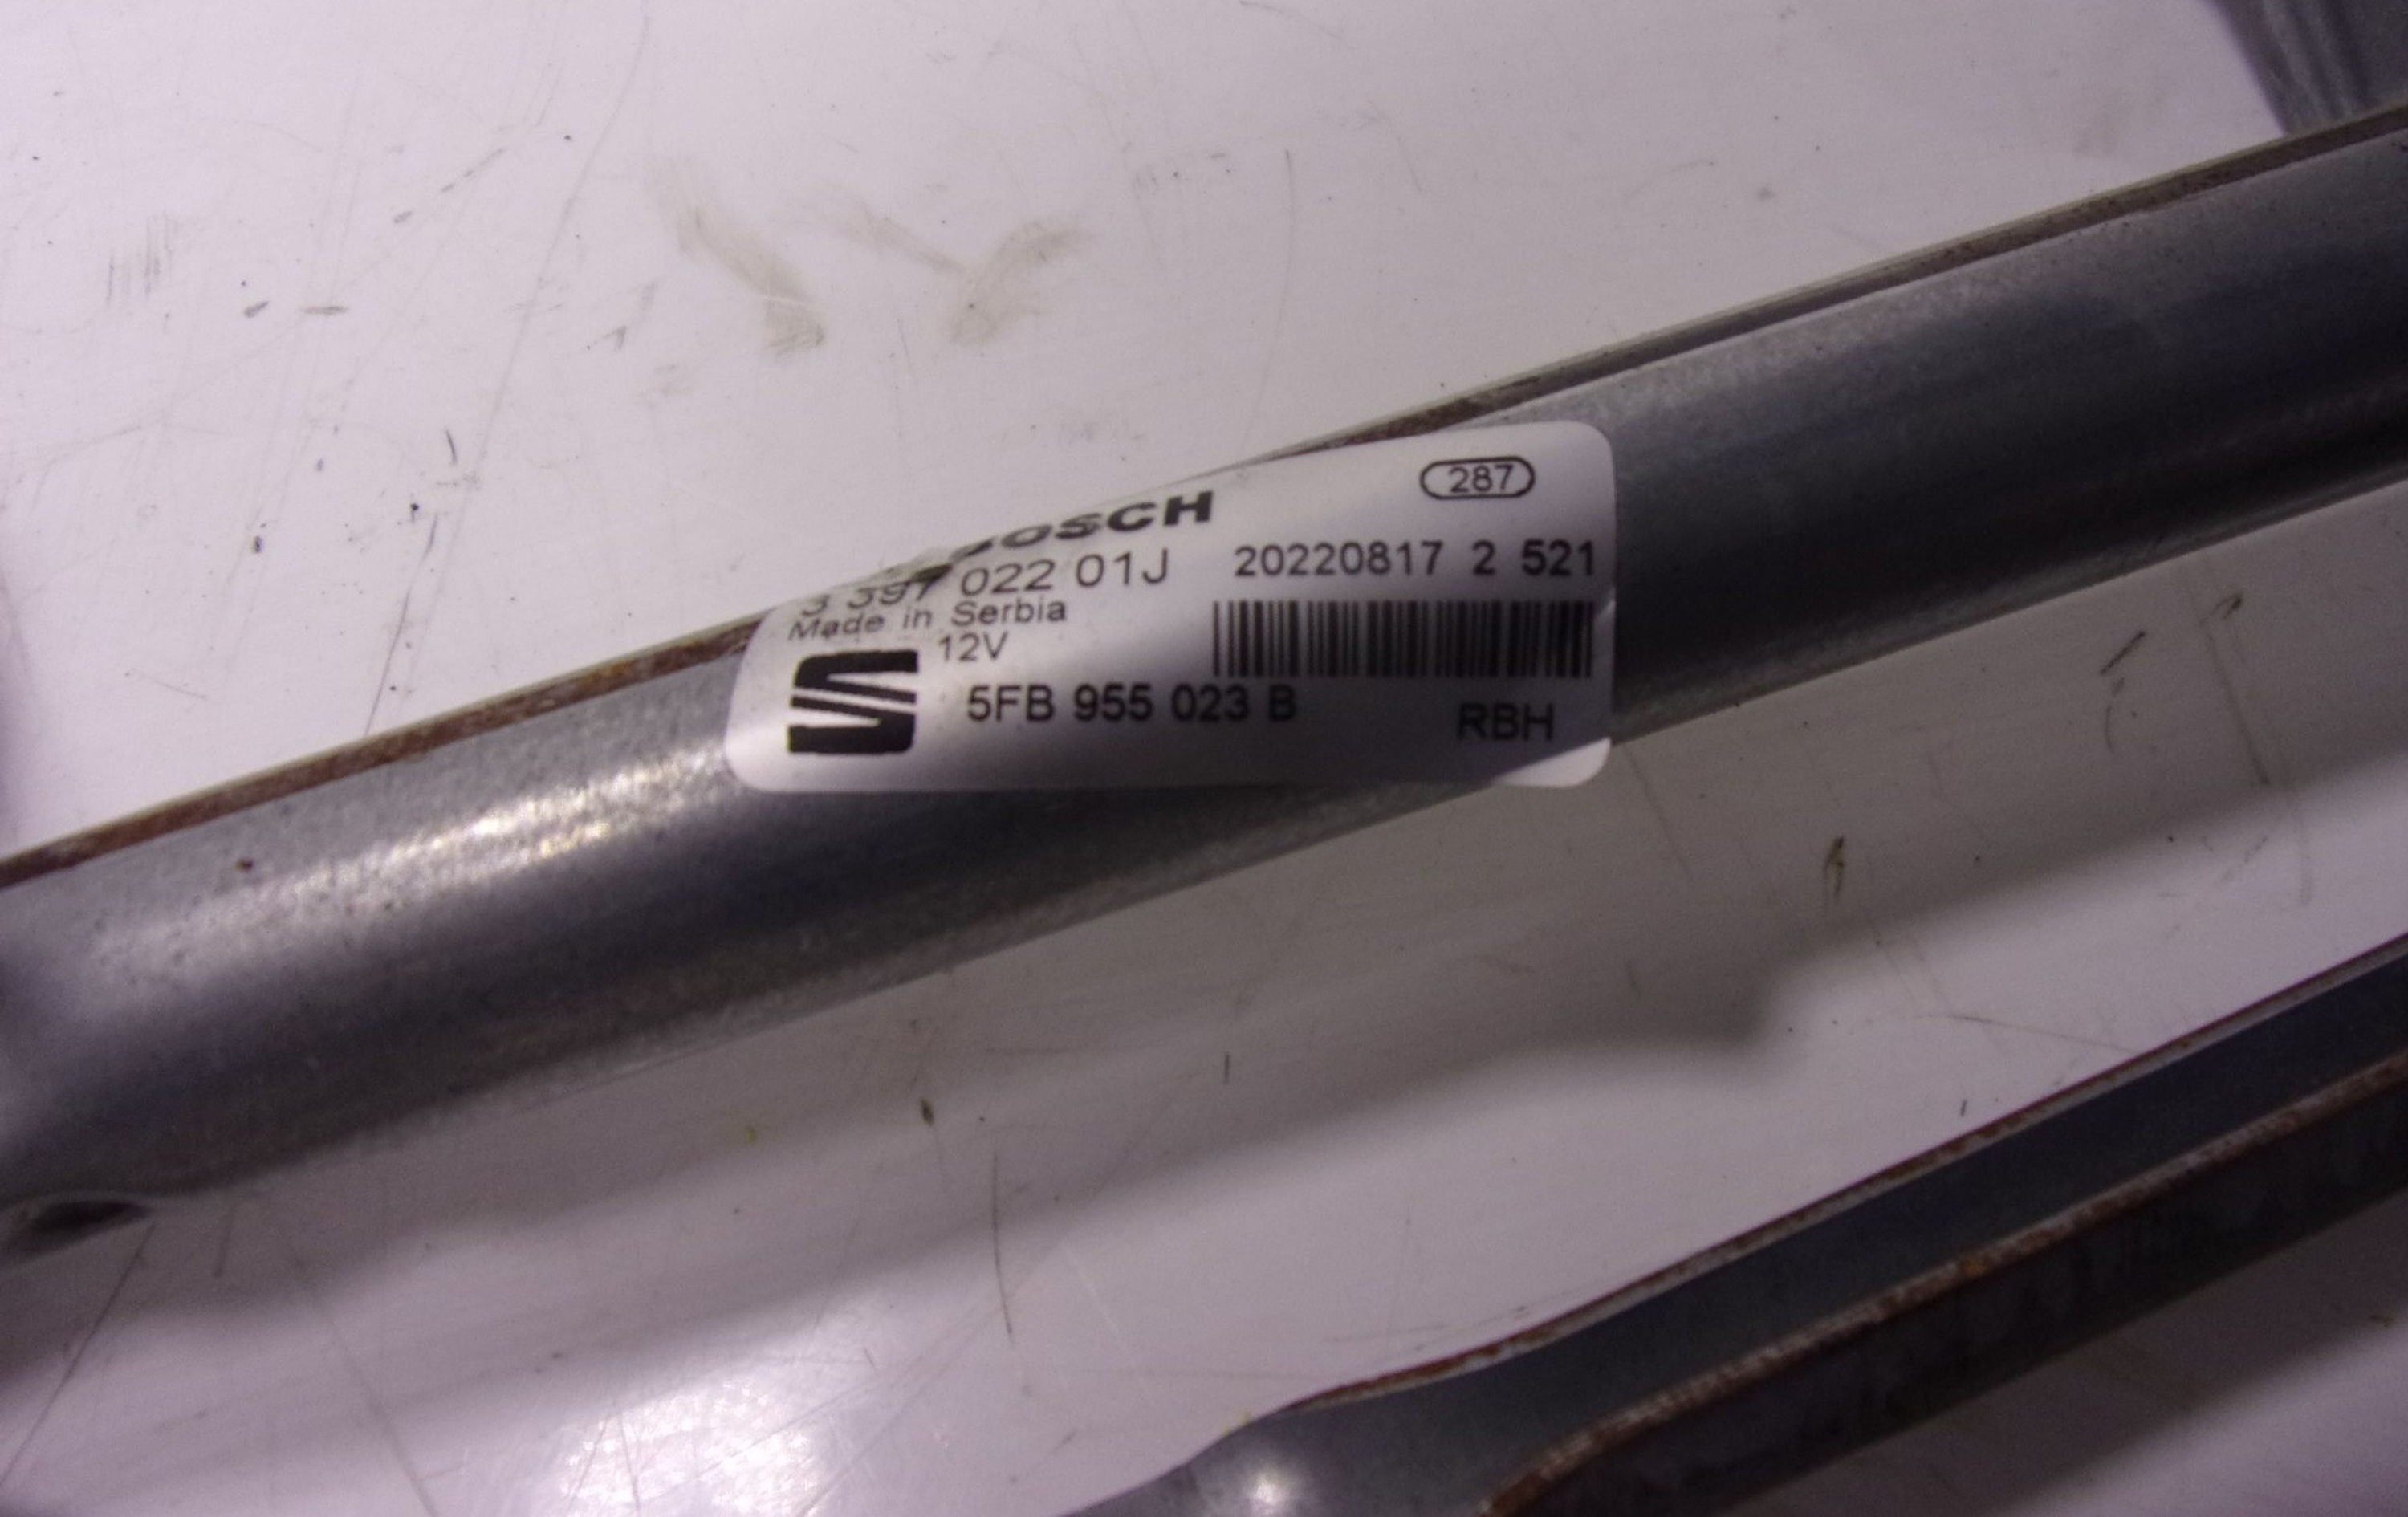 287
BOSCH
3 397 022 01J 20220817 2 521
Made in Serbia
12V
5FB 955 023 B RBH